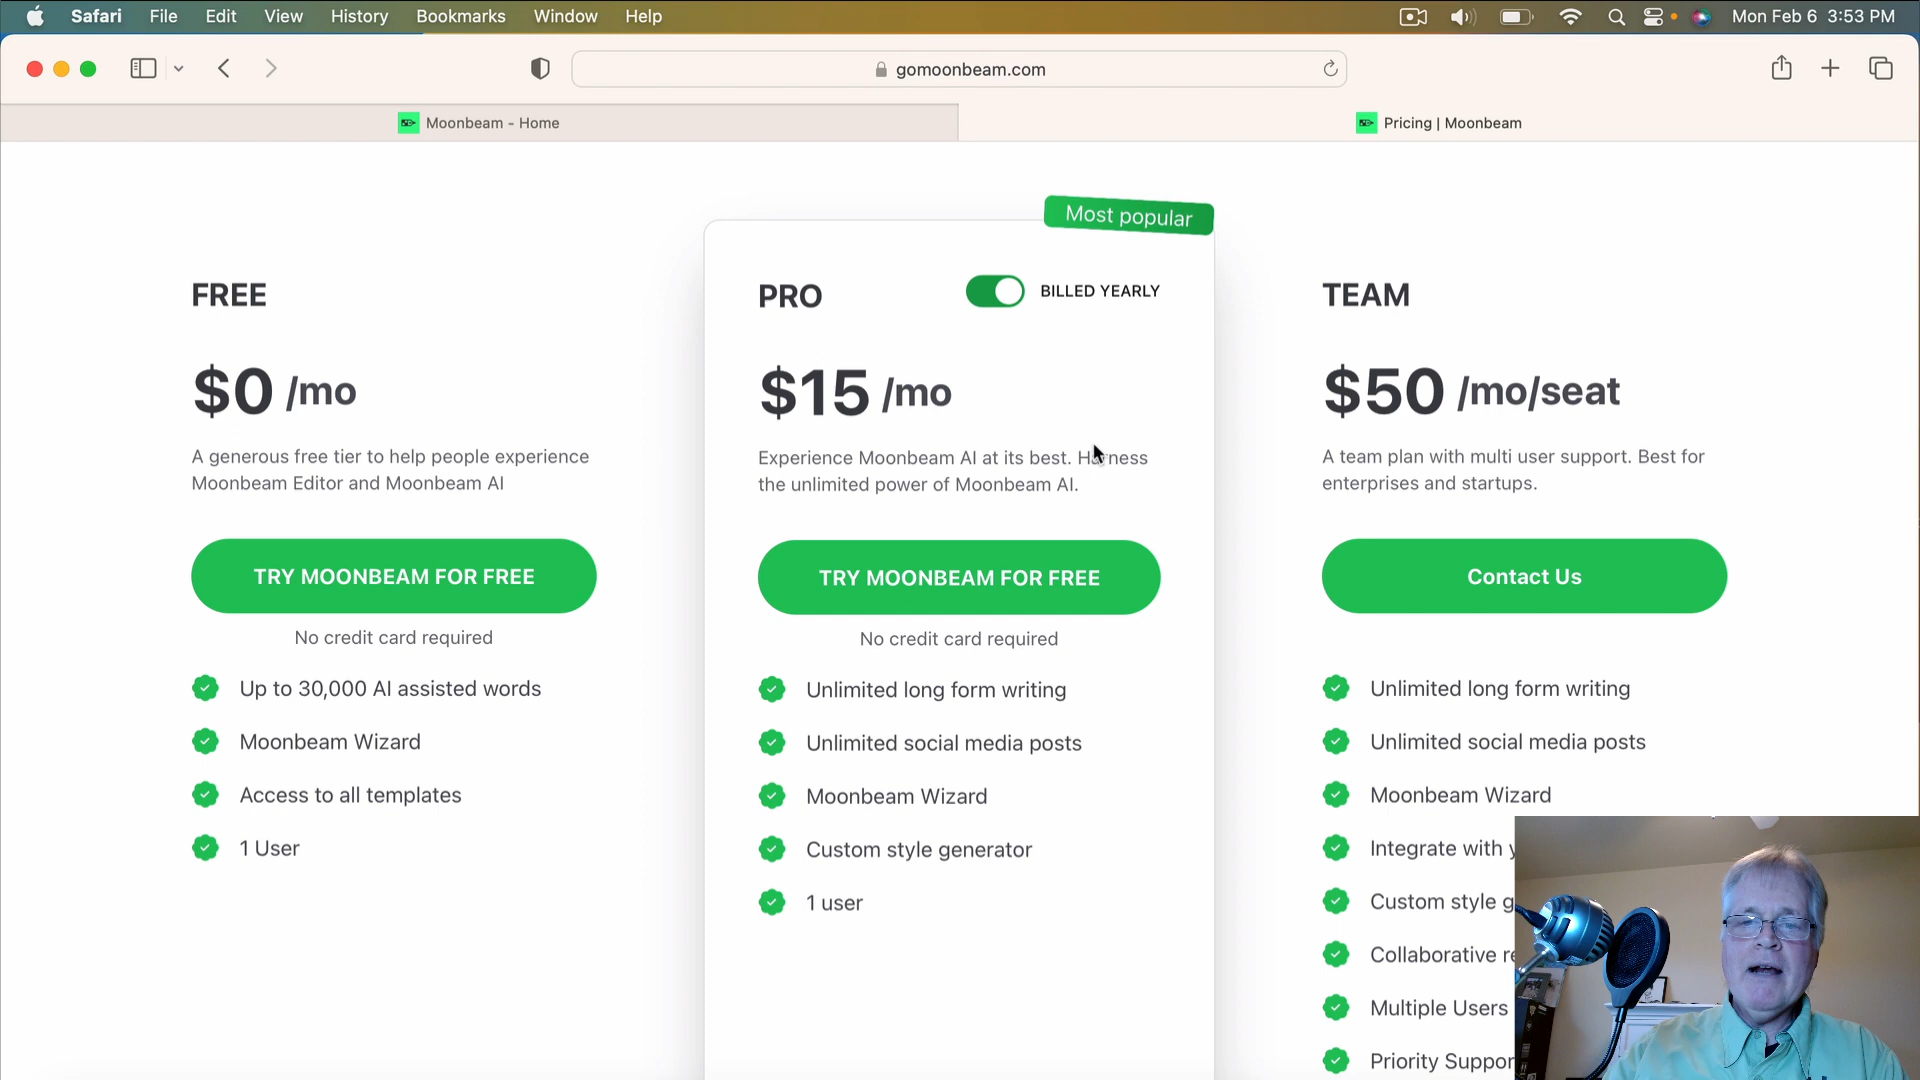 Safari File Edit View History Bookmarks Window Help Mon Feb 6 3:53 PM
gomoonbeam.com
Moonbeam - Home
Pricing | Moonbeam
Most popular
FREE
$0 /mo
A generous free tier to help people experience
Moonbeam Editor and Moonbeam AI
TRY MOONBEAM FOR FREE
No credit card required
Up to 30,000 AI assisted words
Moonbeam Wizard
Access to all templates
1 User
PRO
BILLED YEARLY
$15 /mo
Experience Moonbeam AI at its best. Harness
the unlimited power of Moonbeam AI.
TRY MOONBEAM FOR FREE
No credit card required
Unlimited long form writing
Unlimited social media posts
Moonbeam Wizard
Custom style generator
1 user
TEAM
$50 /mo/seat
A team plan with multi user support. Best for
enterprises and startups.
Contact Us
Unlimited long form writing
Unlimited social media posts
Moonbeam Wizard
Integrate with
Custom style
Collaborative
Multiple Users
Priority